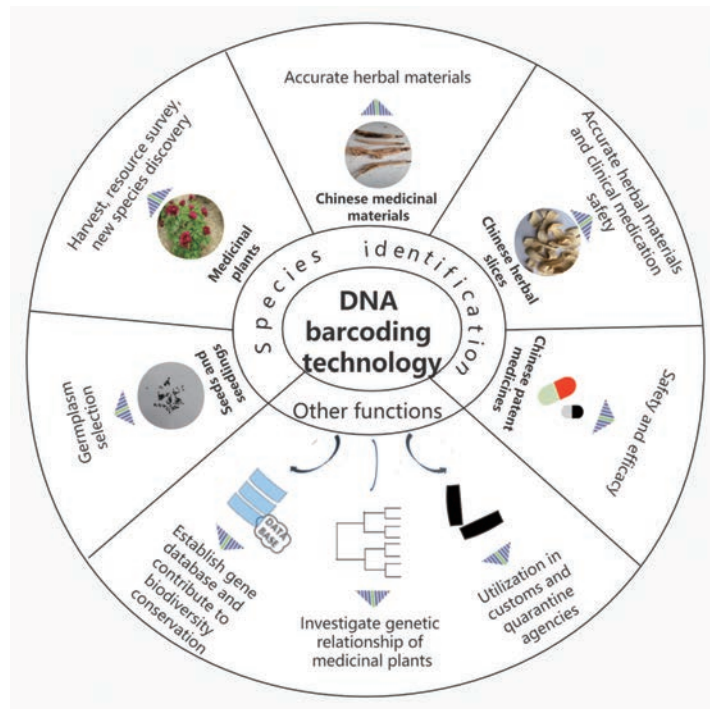 DNA
barcoding
technology
Species identification
Other functions
Accurate herbal materials
Chinese medicinal
materials
Accurate herbal materials
and clinical medication
safety
Chinese herbal
slices
Safety and efficacy
Chinese patent
medicines
Utilization in
customs and
quarantine
agencies
Investigate genetic
relationship of
medicinal plants
DATA
BASE
Establish gene
database and
contribute to
biodiversity
conservation
Germplasm
selection
Seeds and
seedlings
Harvest, resource survey,
new species discovery
Medicinal
plants